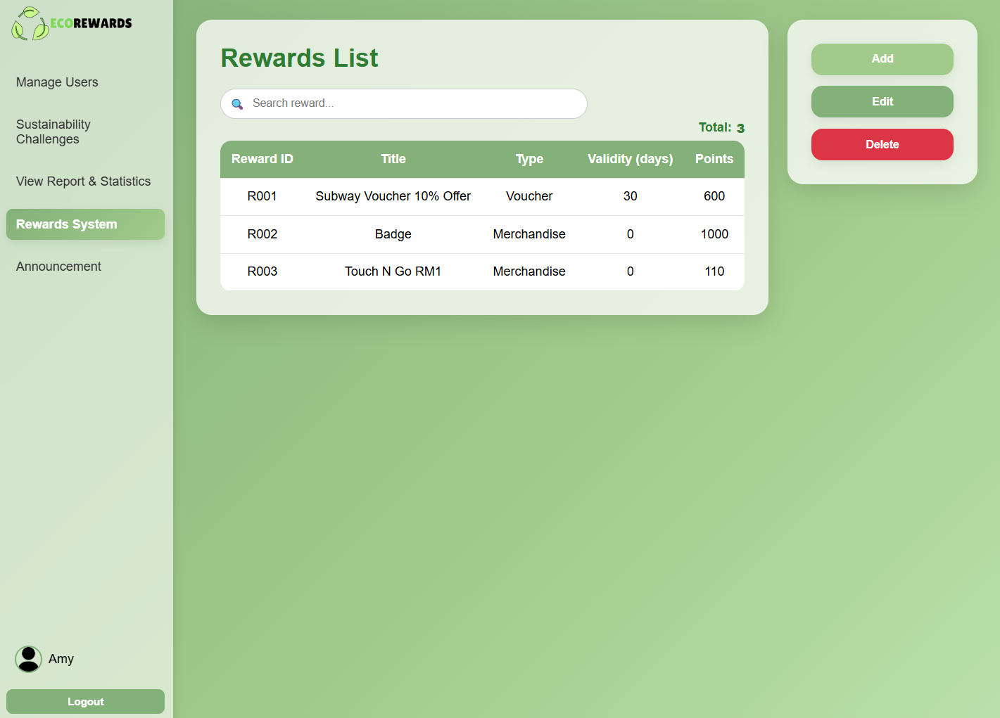 ECOREWARDS
Manage Users
Sustainability
Challenges
View Report & Statistics
Rewards System
Announcement
Amy
Logout
Rewards List
Search reward...
Total: 3
Reward ID Title Type Validity (days) Points
R001 Subway Voucher 10% Offer Voucher 30 600
R002 Badge Merchandise 0 1000
R003 Touch N Go RM1 Merchandise 0 110
Add
Edit
Delete